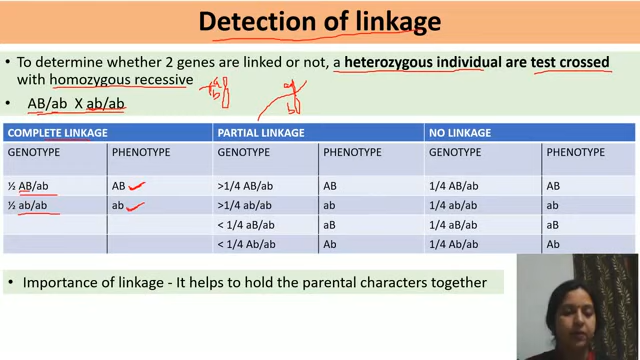 Detection of linkage
• To determine whether 2 genes are linked or not, a heterozygous individual are test crossed
with homozygous recessive
• AB/ab X ab/ab
COMPLETE LINKAGE PARTIAL LINKAGE NO LINKAGE
GENOTYPE PHENOTYPE GENOTYPE PHENOTYPE GENOTYPE PHENOTYPE
½ AB/ab AB >1/4 AB/ab AB 1/4 AB/ab AB
½ ab/ab ab >1/4 ab/ab ab 1/4 ab/ab ab
< 1/4 aB/ab aB 1/4 aB/ab aB
< 1/4 Ab/ab Ab 1/4 Ab/ab Ab
• Importance of linkage - It helps to hold the parental characters together